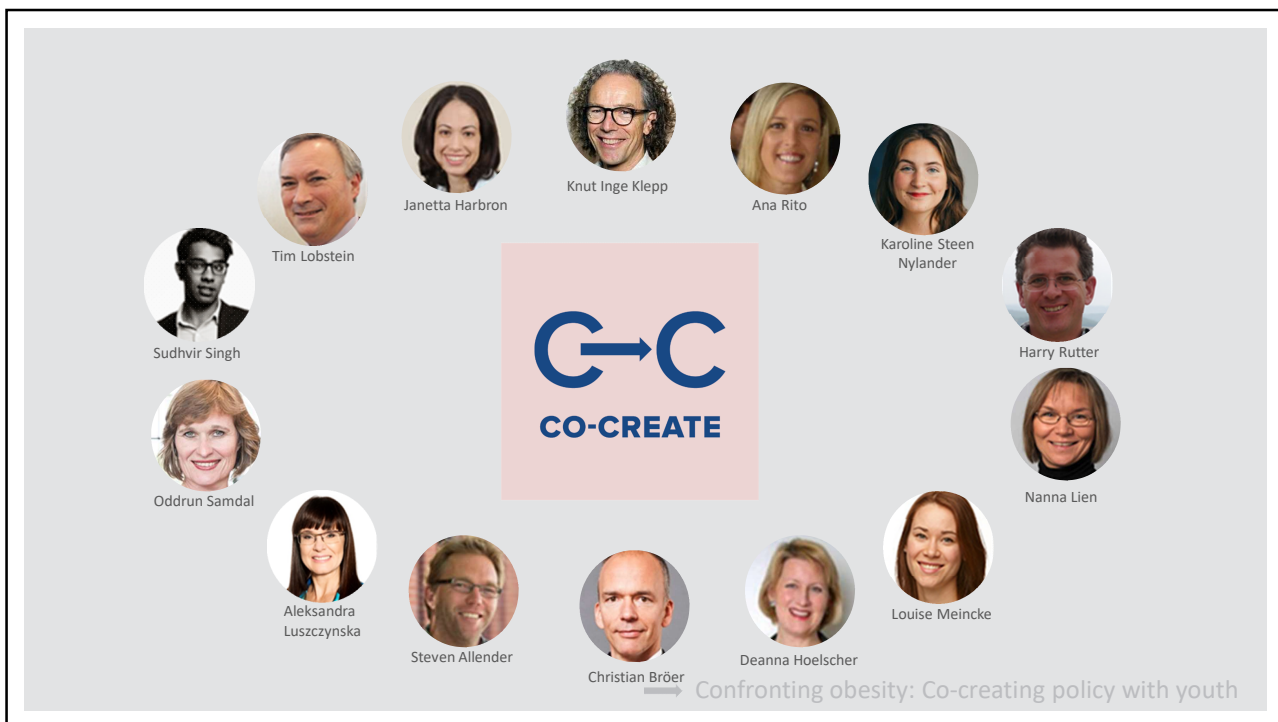 Knut Inge Klepp
Janetta Harbron
Ana Rito
Tim Lobstein
Karoline Steen
Nylander
Sudhvir Singh
Harry Rutter
C C
CO-CREATE
Oddrun Samdal
Nanna Lien
Aleksandra
Luszczynska
Louise Meincke
Steven Allender
Deanna Hoelscher
Christian Bröer
Confronting obesity: Co-creating policy with youth